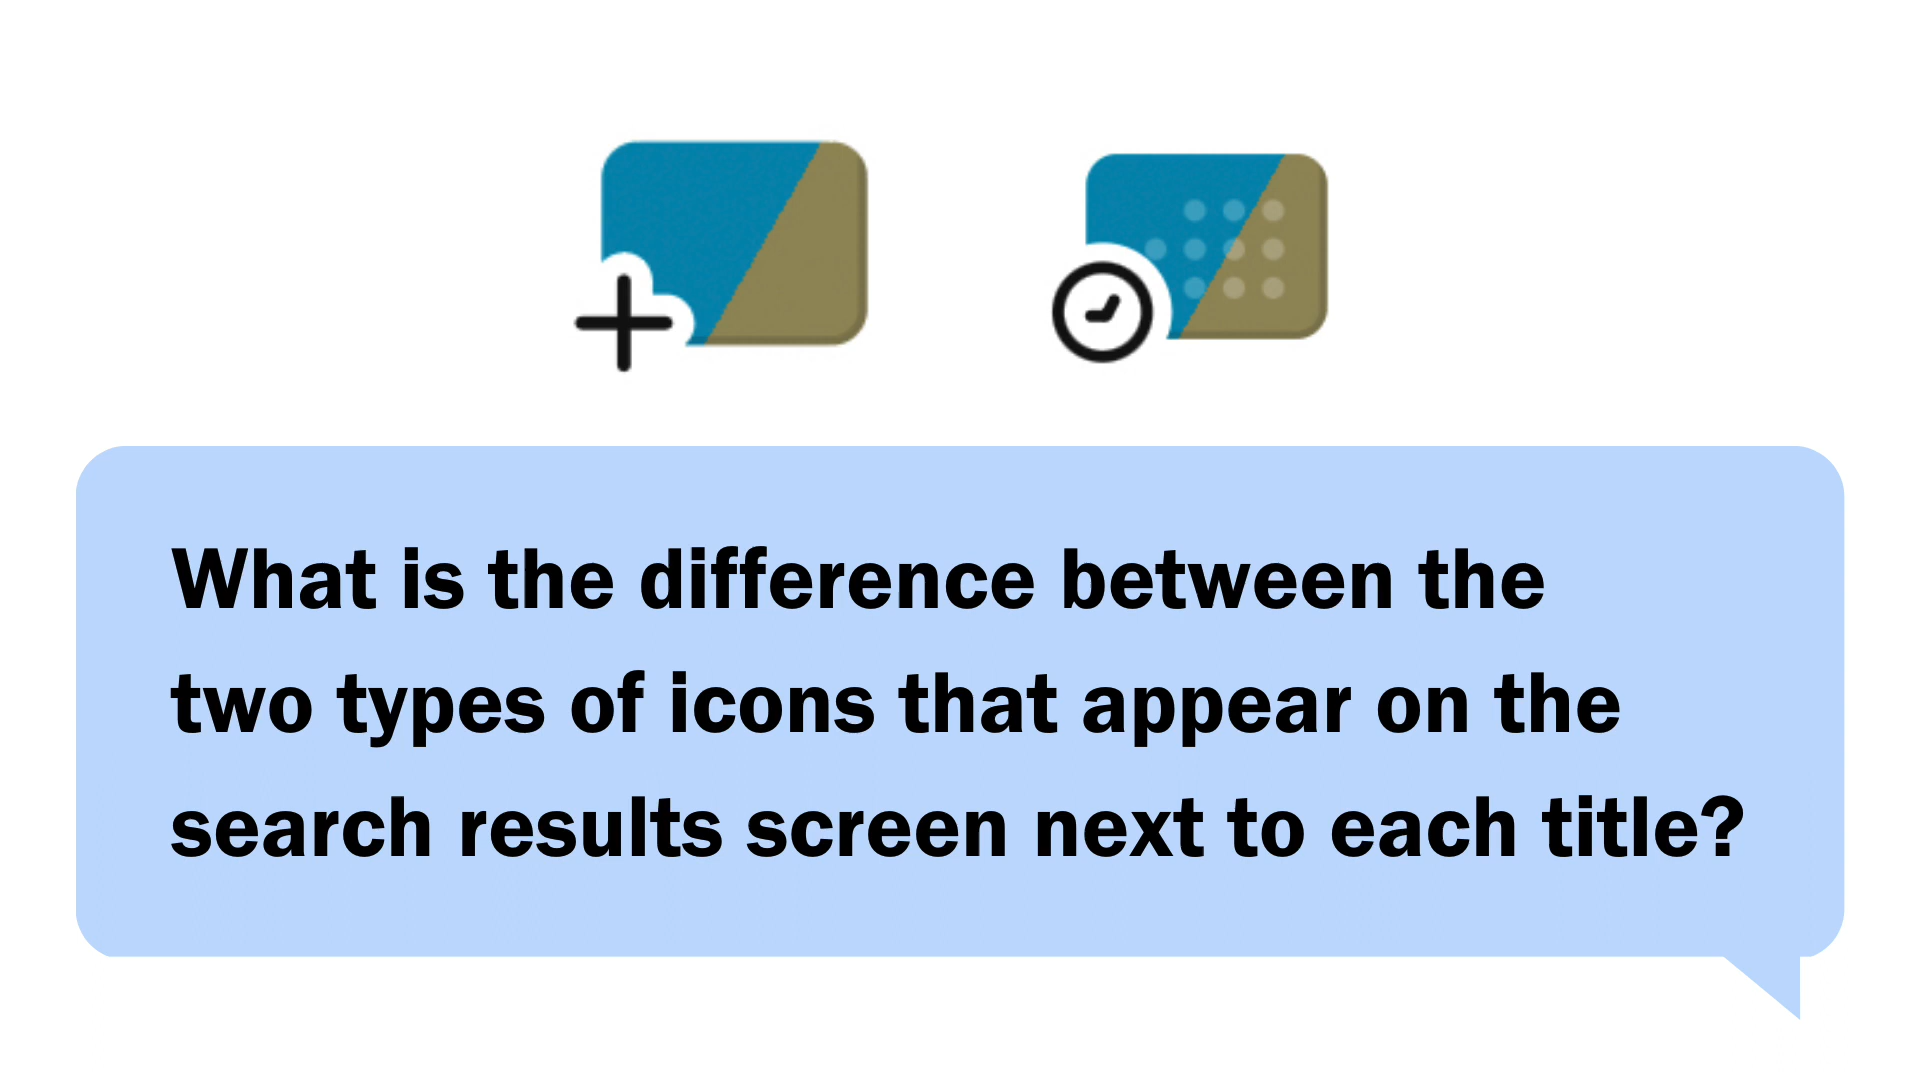 What is the difference between the
two types of icons that appear on the
search results screen next to each title?